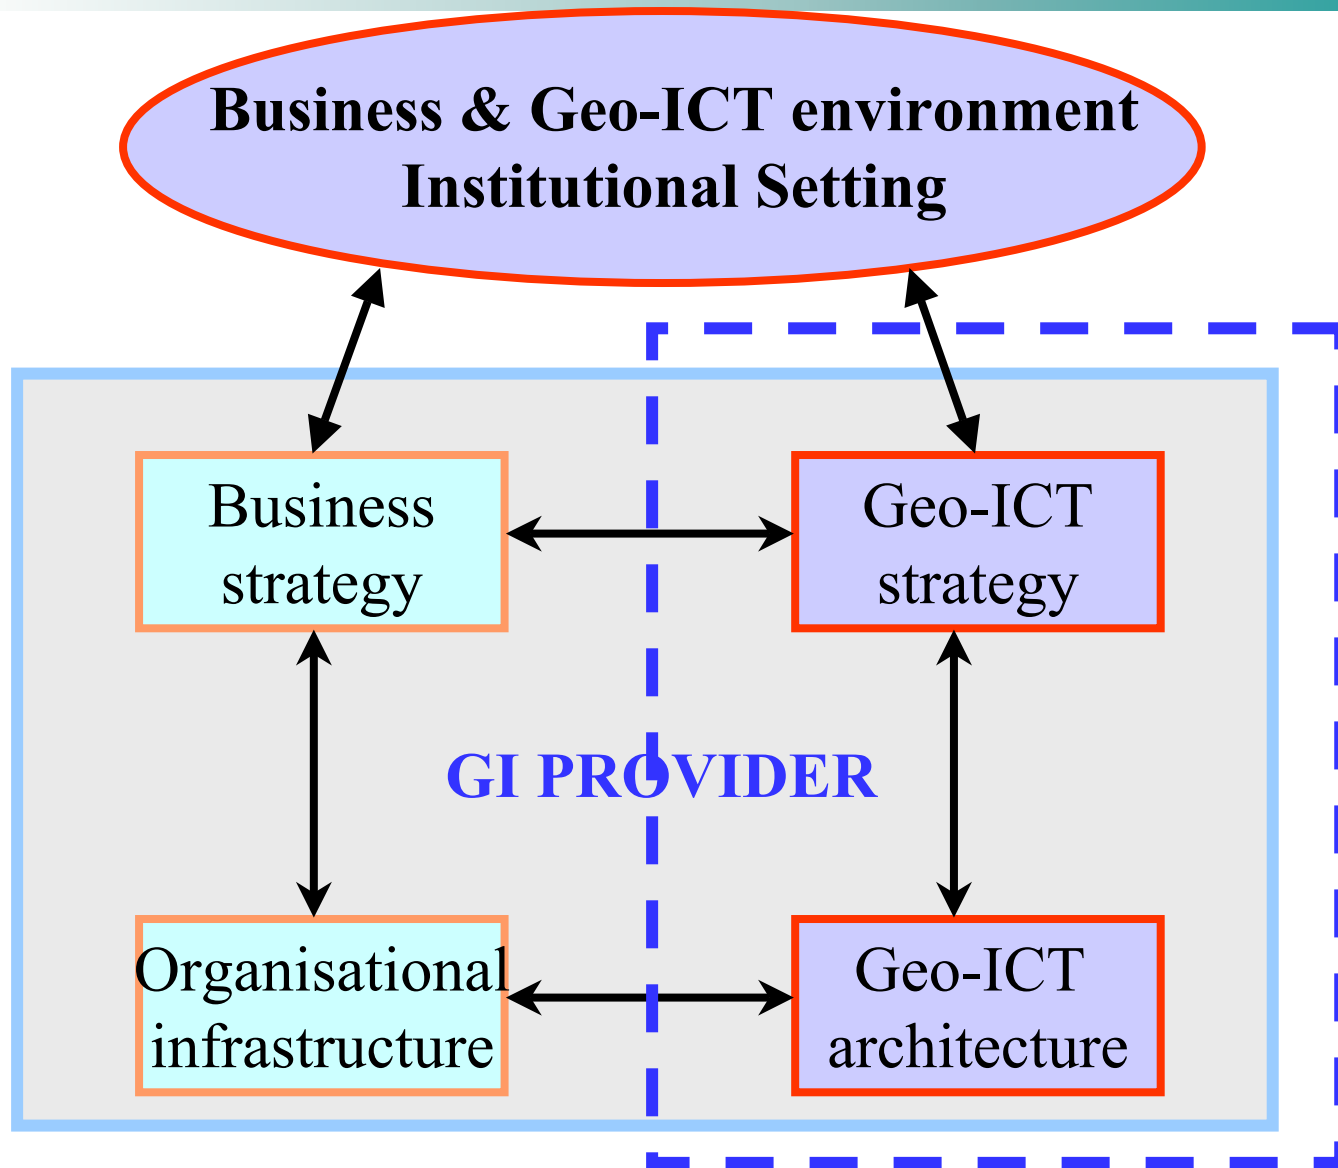 Business & Geo-ICT environment
Institutional Setting
Business
strategy
Geo-ICT
strategy
GI PROVIDER
Organisational
infrastructure
Geo-ICT
architecture